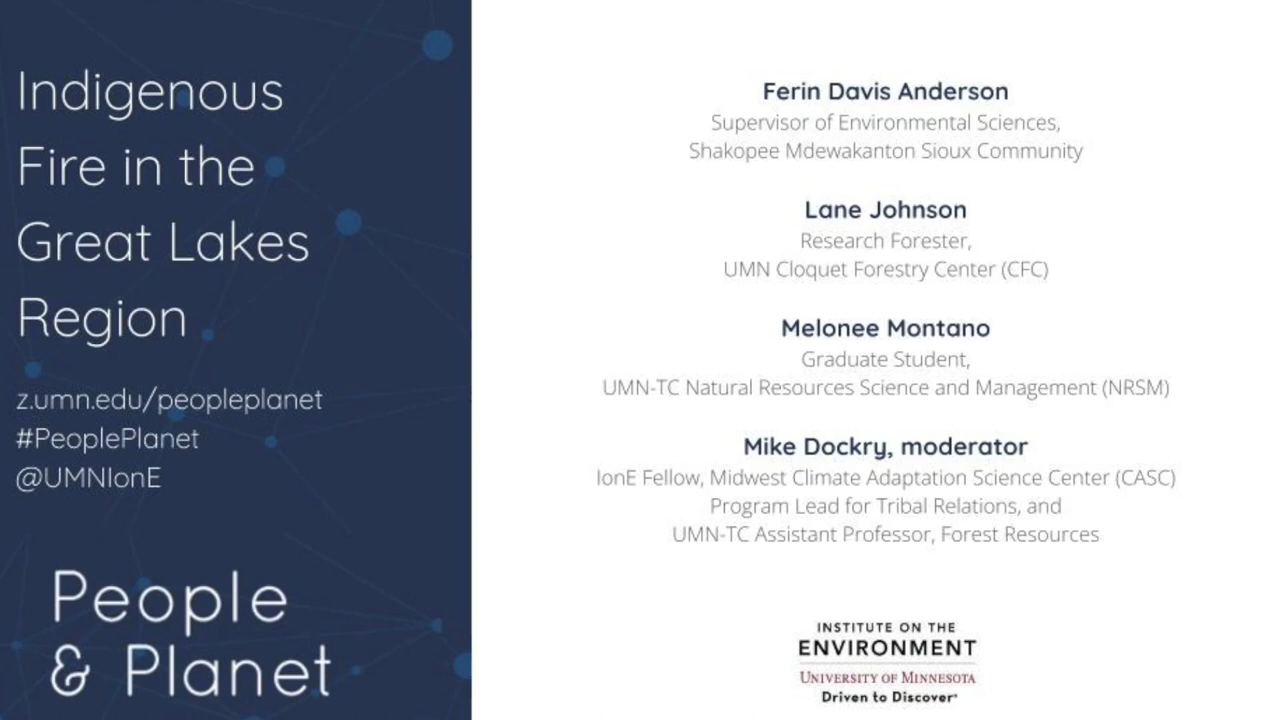 Indigenous
Fire in the
Great Lakes
Region
z.umn.edu/peopleplanet
#PeoplePlanet
@UMNIonE
People
& Planet
Ferin Davis Anderson
Supervisor of Environmental Sciences,
Shakopee Mdewakanton Sioux Community
Lane Johnson
Research Forester,
UMN Cloquet Forestry Center (CFC)
Melonee Montano
Graduate Student,
UMN-TC Natural Resources Science and Management (NRSM)
Mike Dockry, moderator
IonE Fellow, Midwest Climate Adaptation Science Center (CASC)
Program Lead for Tribal Relations, and
UMN-TC Assistant Professor, Forest Resources
INSTITUTE ON THE
ENVIRONMENT
UNIVERSITY OF MINNESOTA
Driven to Discover®